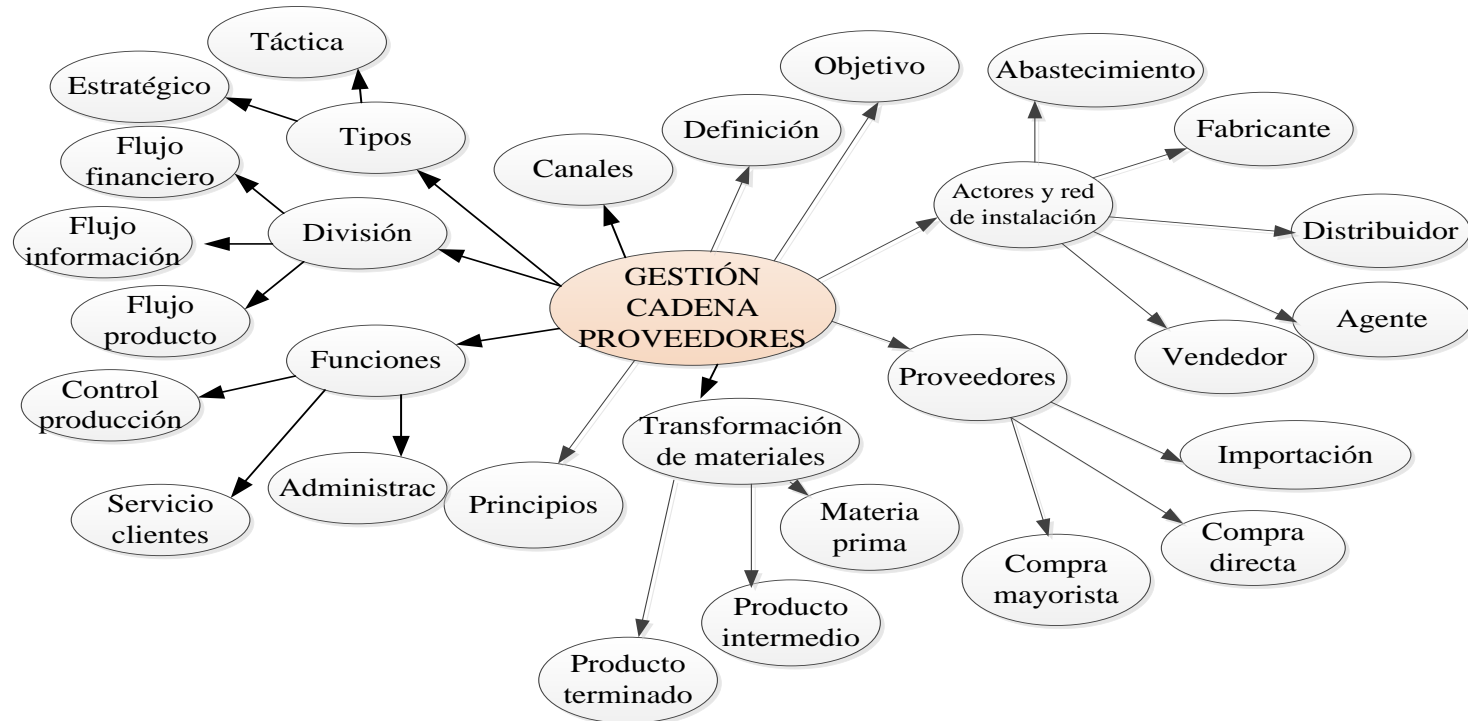 Táctica
Objetivo
Abastecimiento
Estratégico
Tipos
Definición
Fabricante
Flujo
financiero
Canales
Actores y red
de instalación
División
Flujo
información
Distribuidor
GESTIÓN
CADENA
PROVEEDORES
Flujo
producto
Agente
Vendedor
Funciones
Proveedores
Control
producción
Transformación
de materiales
Importación
Administrac
Principios
Servicio
clientes
Materia
prima
Compra
directa
Compra
mayorista
Producto
intermedio
Producto
terminado